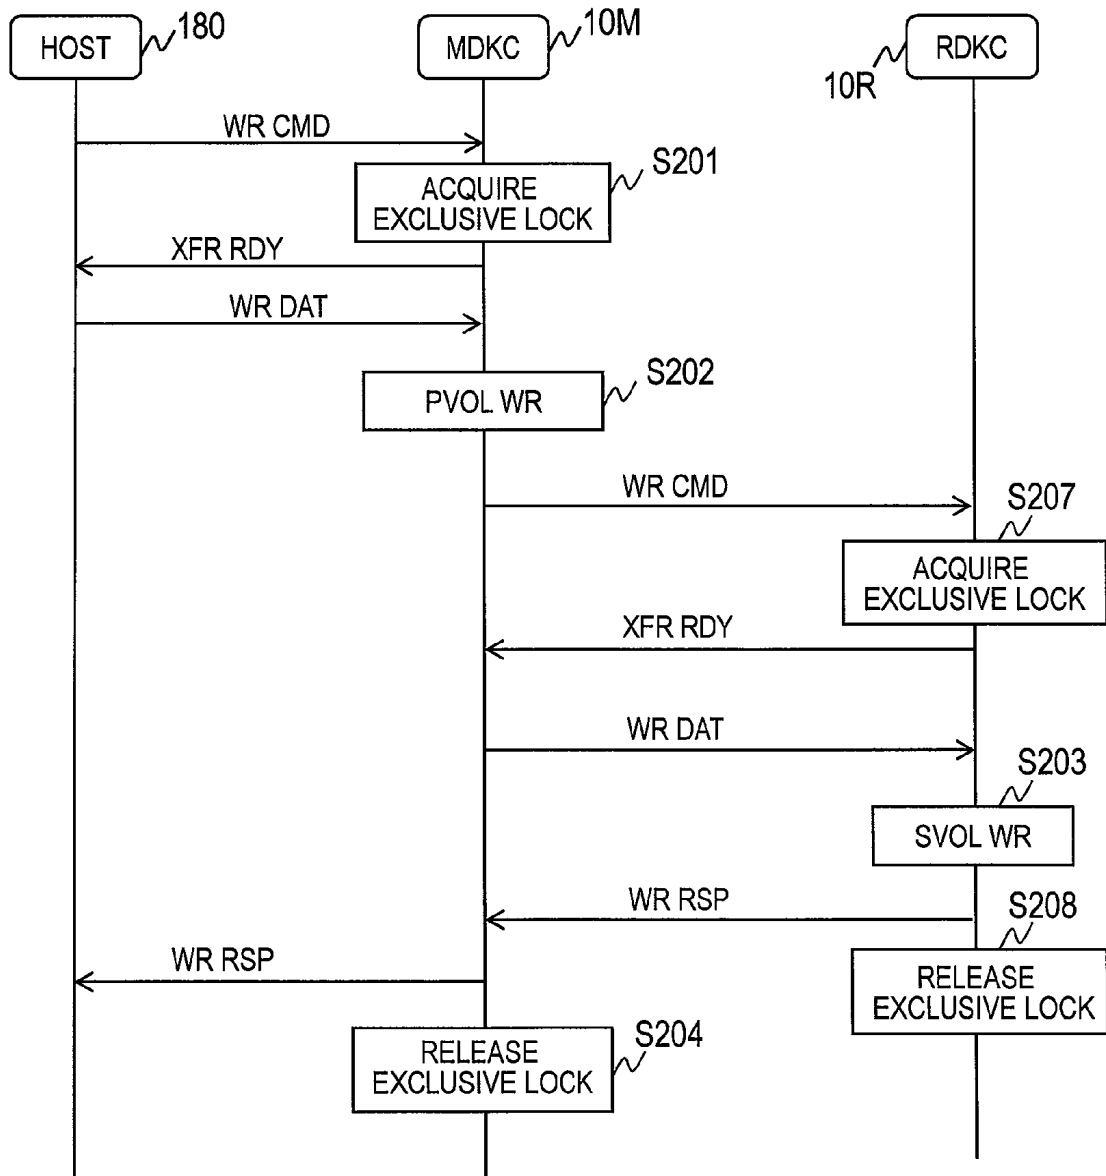 HOST
180
MDKC
10M
RDKC
10R
WR CMD
S201
ACQUIRE
EXCLUSIVE LOCK
XFR RDY
WR DAT
S202
PVOL WR
WR CMD
S207
ACQUIRE
EXCLUSIVE LOCK
XFR RDY
WR DAT
S203
SVOL WR
WR RSP
S208
WR RSP
RELEASE
EXCLUSIVE LOCK
S204
RELEASE
EXCLUSIVE LOCK